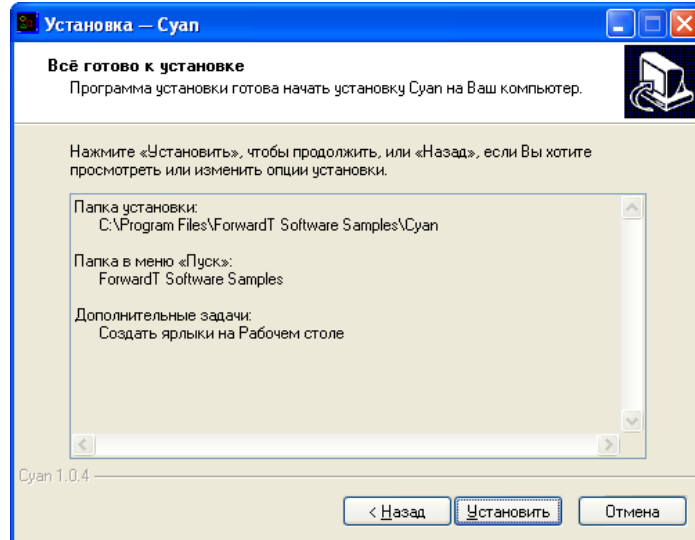 Установка — Cyan
Всё готово к установке
Программа установки готова начать установку Cyan на Ваш компьютер.
Нажмите «Установить», чтобы продолжить, или «Назад», если Вы хотите
просмотреть или изменить опции установки.
Папка установки:
C:\Program Files\ForwardT Software Samples\Cyan
Папка в меню «Пуск»:
ForwardT Software Samples
Дополнительные задачи:
Создать ярлыки на Рабочем столе
Cyan 1.0.4
< Назад
Установить
Отмена